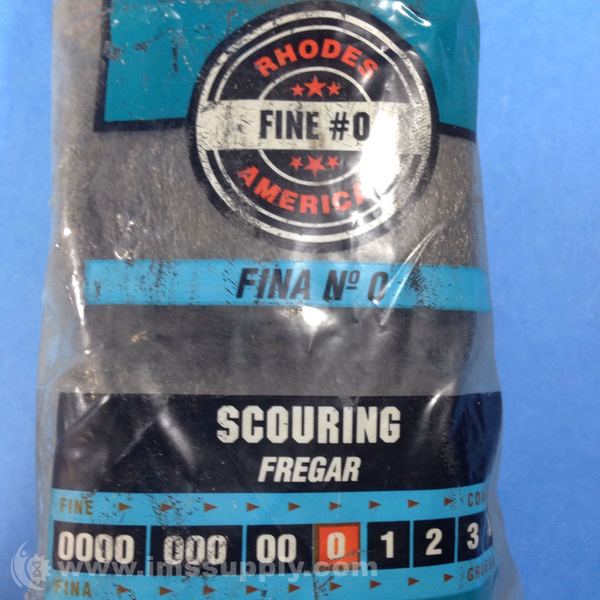 RHODES
FINE #0
AMERICA
FINA Nº 0
SCOURING
FREGAR
FINE
0000 000 00 0 1 2 3
FINA
www.imssupply.com